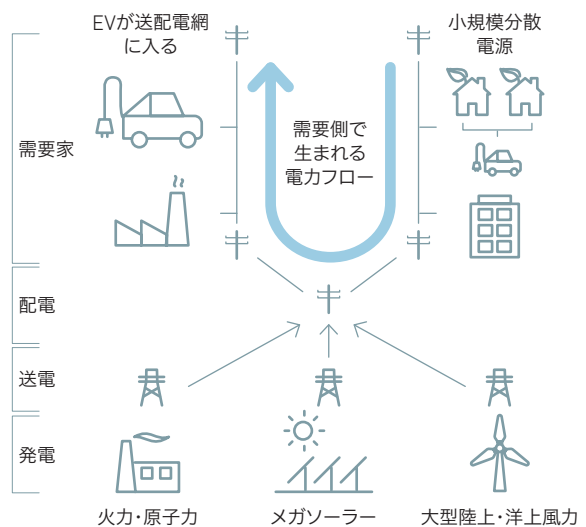 EVが送配電網
に入る
小規模分散
電源
需要家
需要側で
生まれる
電力フロー
配電
送電
発電
火力・原子力
メガソーラー
大型陸上・洋上風力